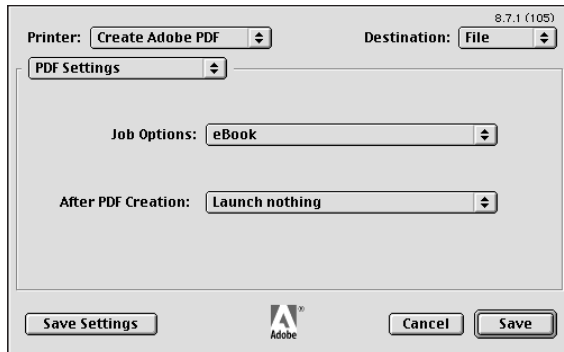 8.7.1 (105)
Printer: Create Adobe PDF Destination: File
PDF Settings
Job Options: eBook
After PDF Creation: Launch nothing
Save Settings Adobe® Cancel Save